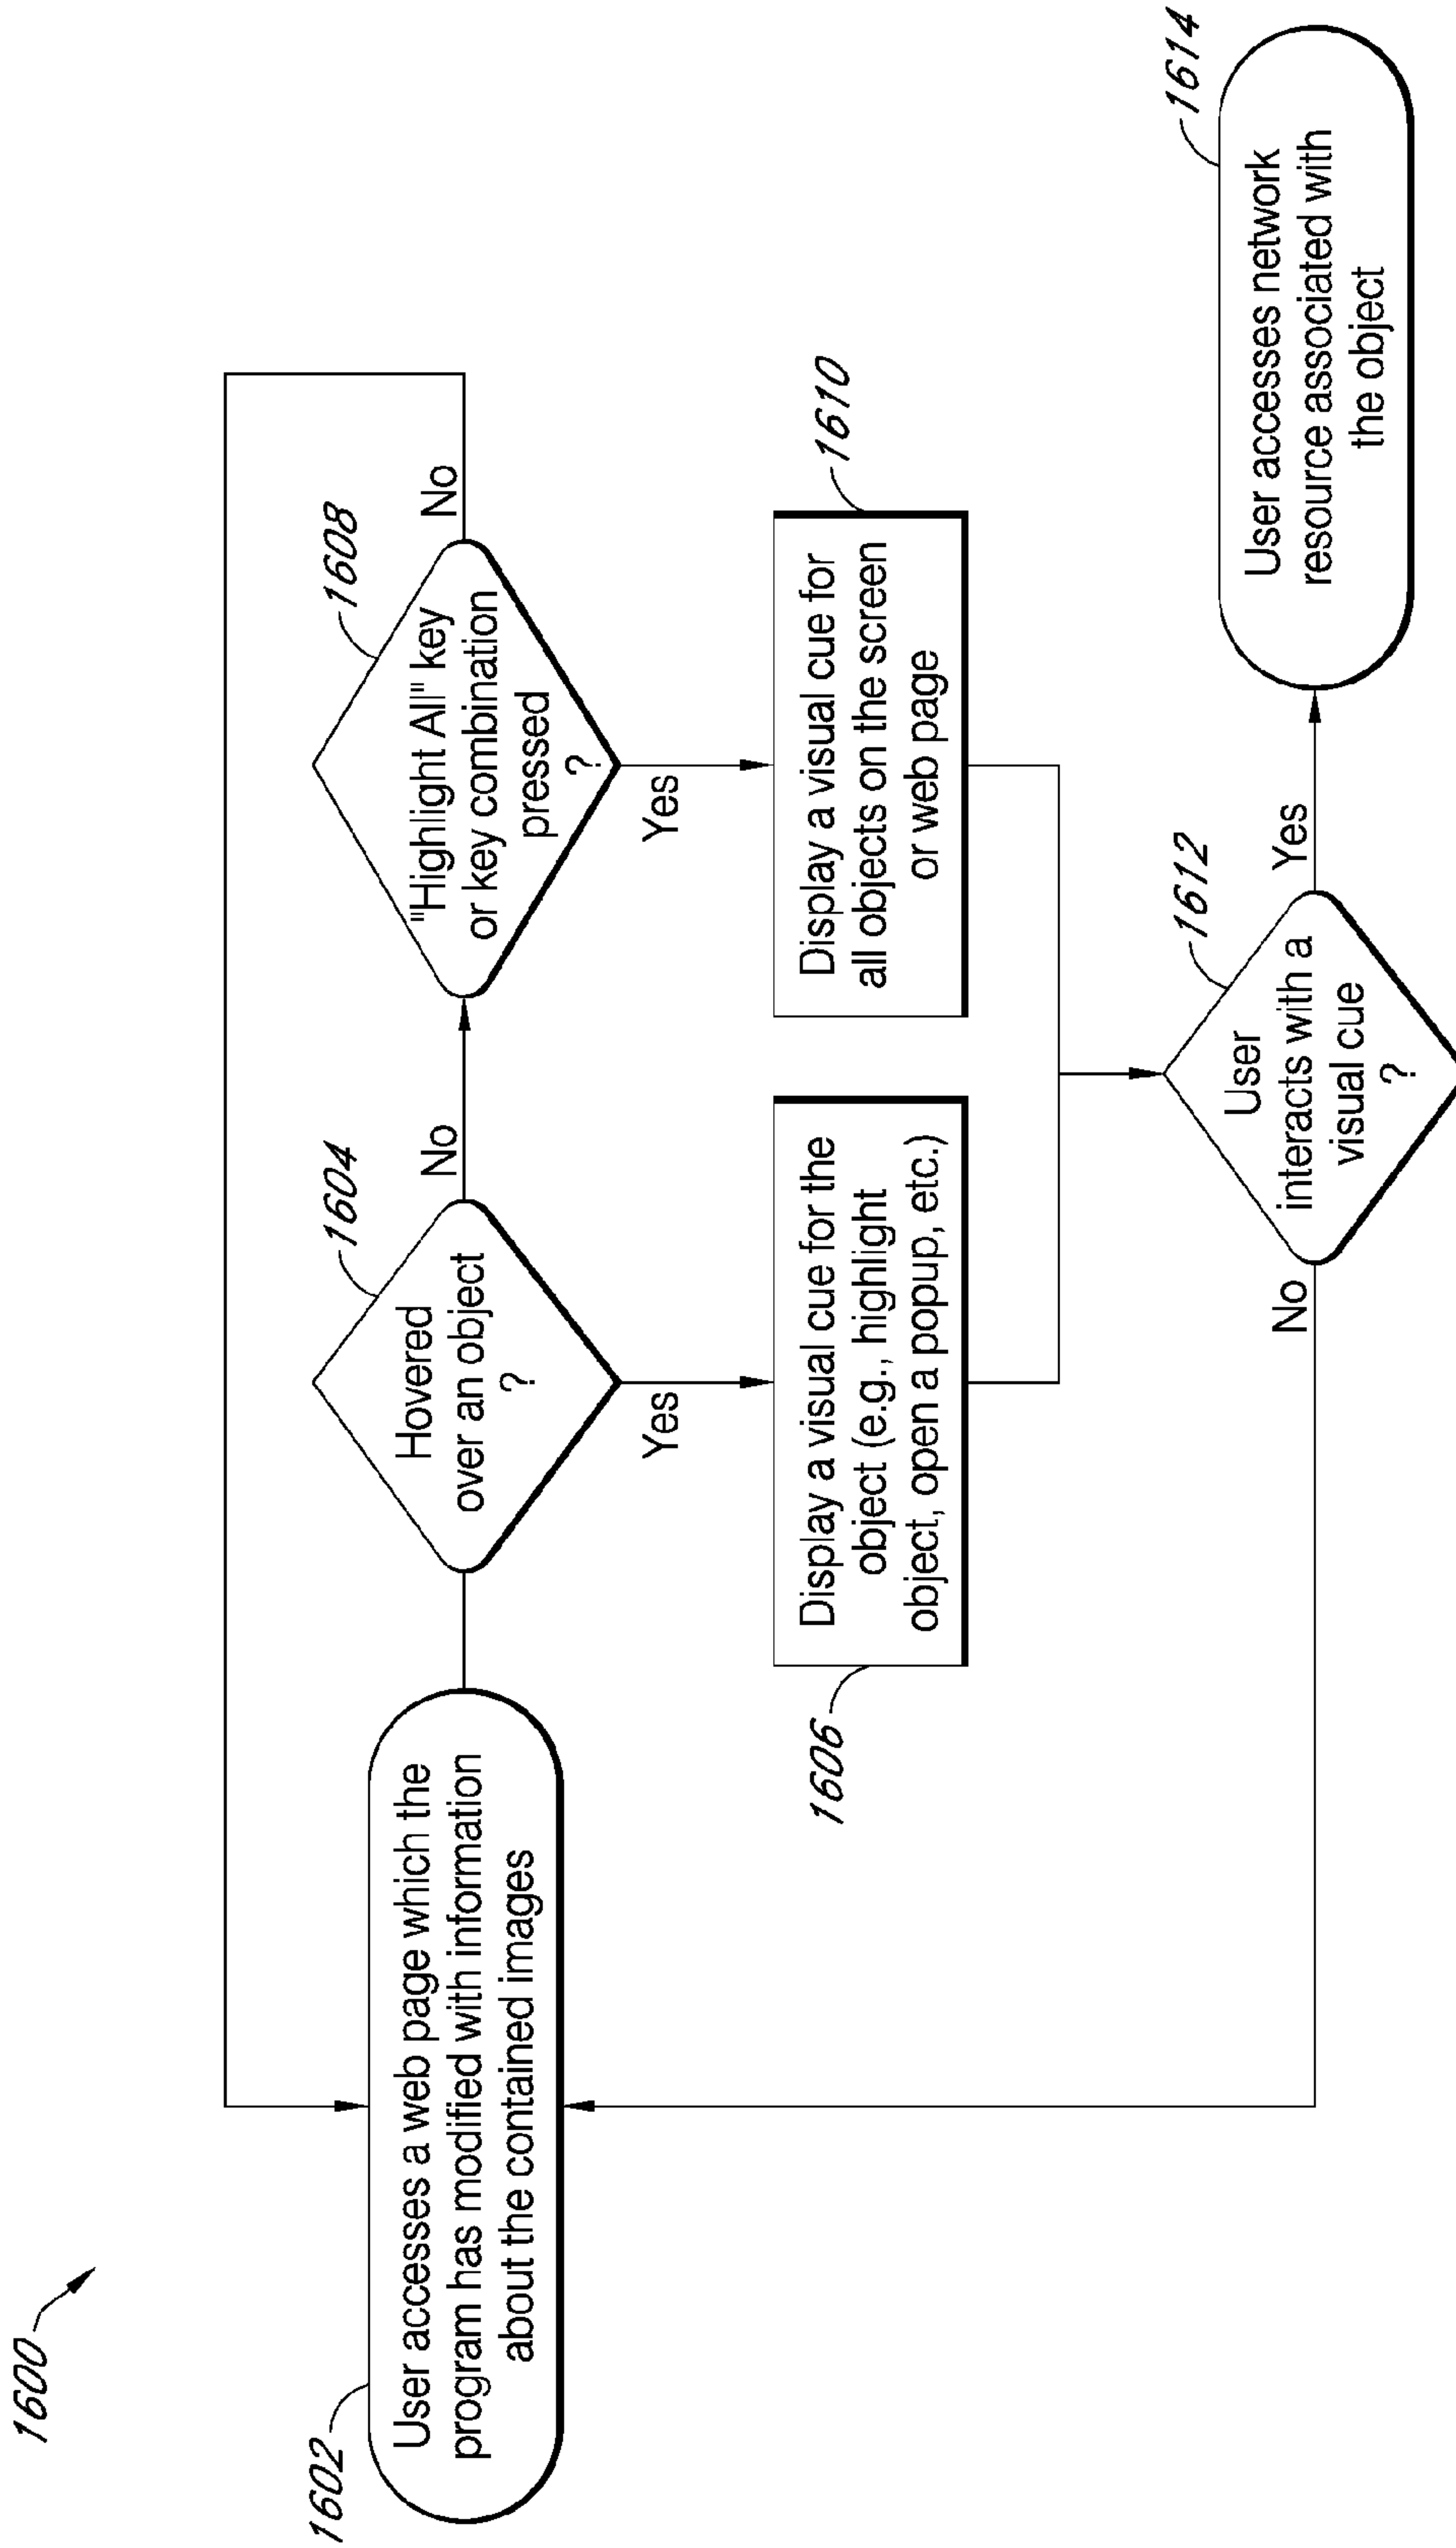 1600
1602
User accesses a web page which the
program has modified with information
about the contained images
1604
Hovered
over an object
?
No
Yes
1608
"Highlight All" key
or key combination
pressed
?
No
Yes
1606
Display a visual cue for the
object (e.g., highlight
object, open a popup, etc.)
1610
Display a visual cue for
all objects on the screen
or web page
1612
User
interacts with a
visual cue
?
No
Yes
1614
User accesses network
resource associated with
the object